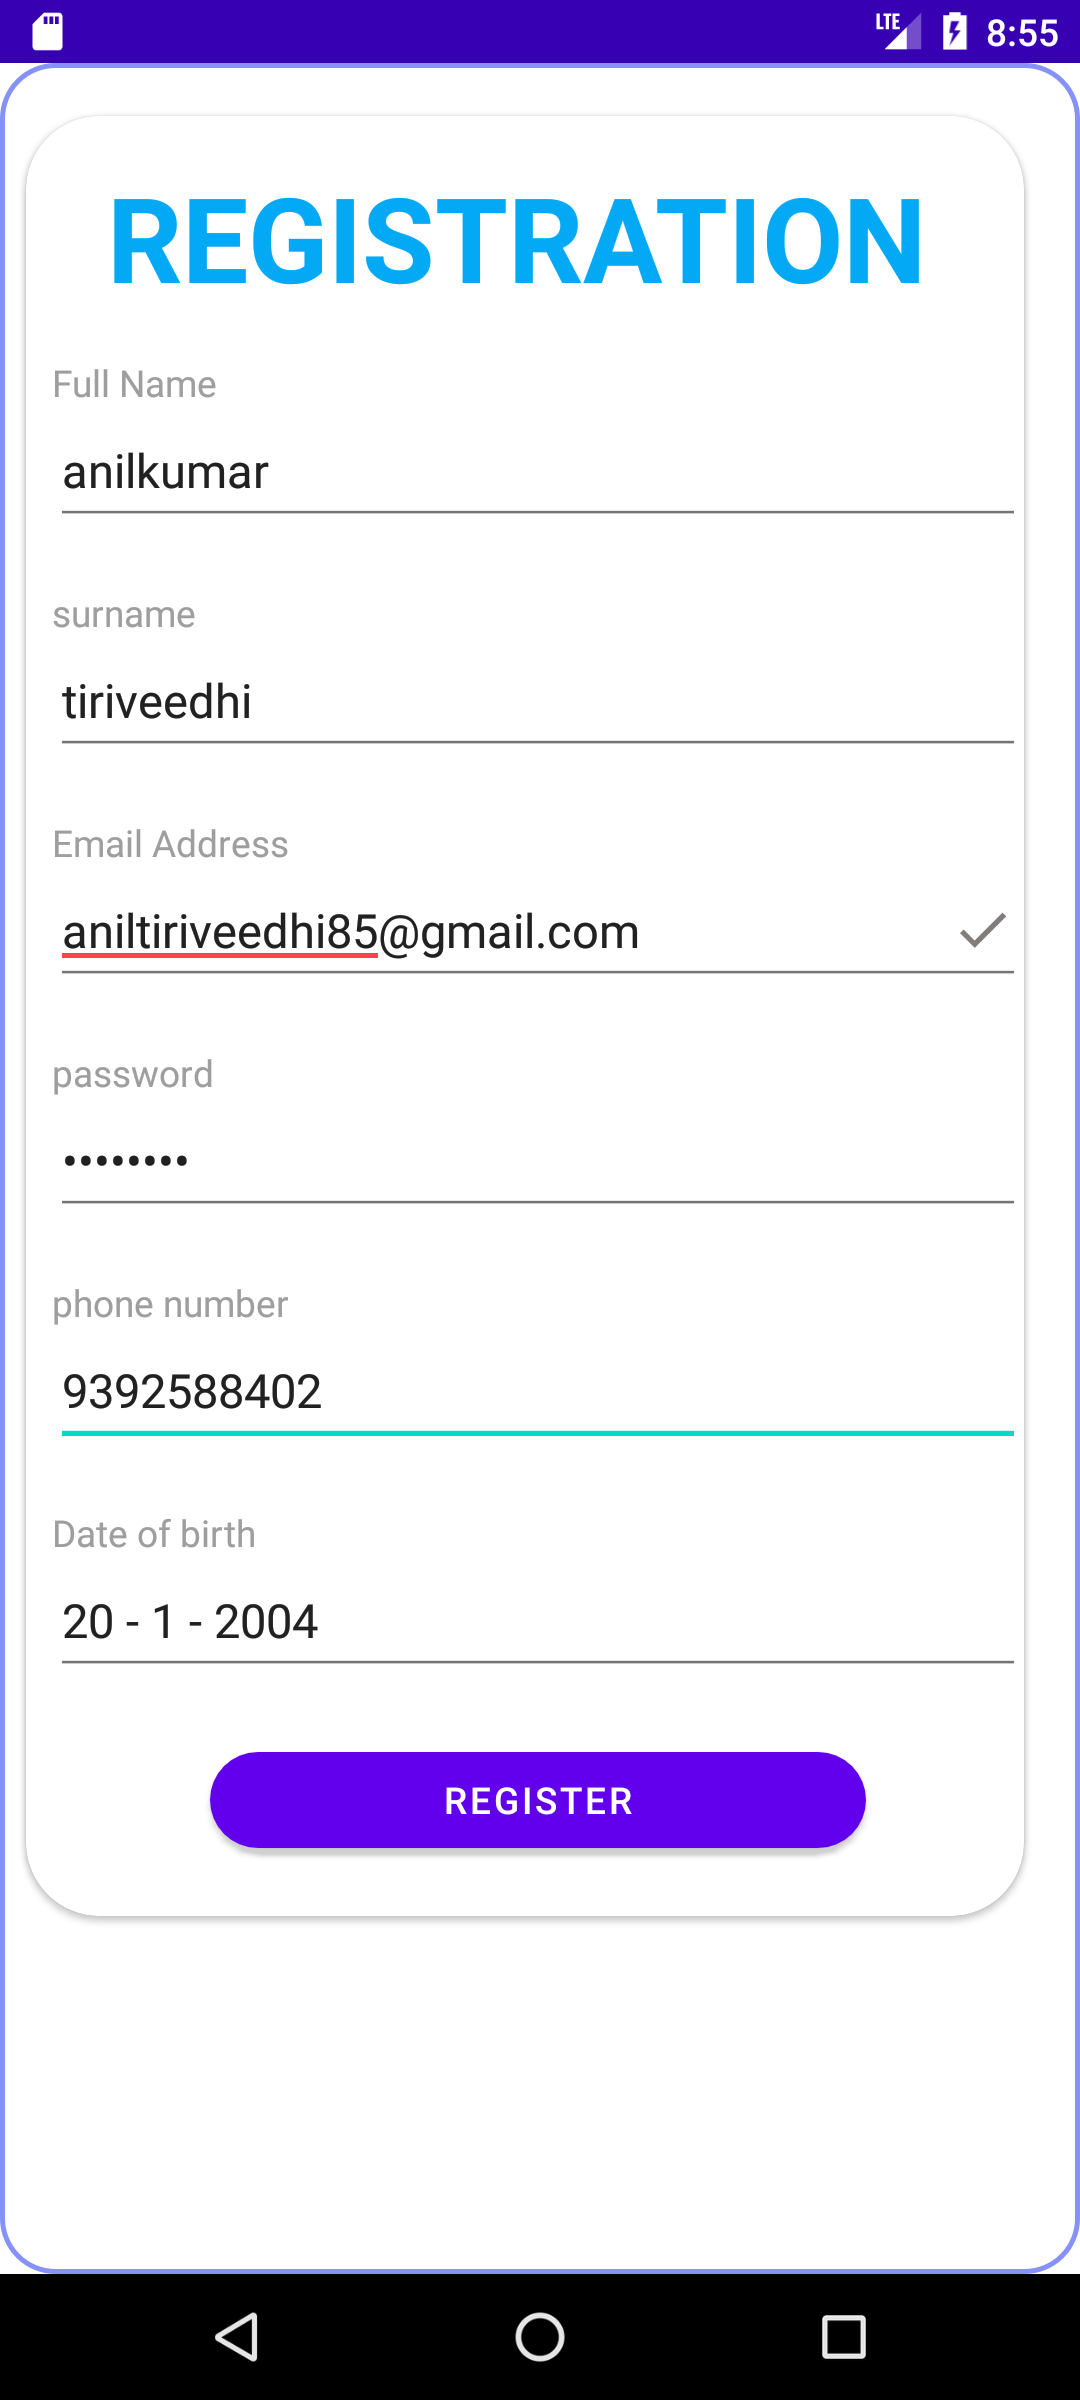 LTE 8:55
REGISTRATION
Full Name
anilkumar
surname
tiriveedhi
Email Address
aniltiriveedhi85@gmail.com
password
••••••••
phone number
9392588402
Date of birth
20 - 1 - 2004
REGISTER